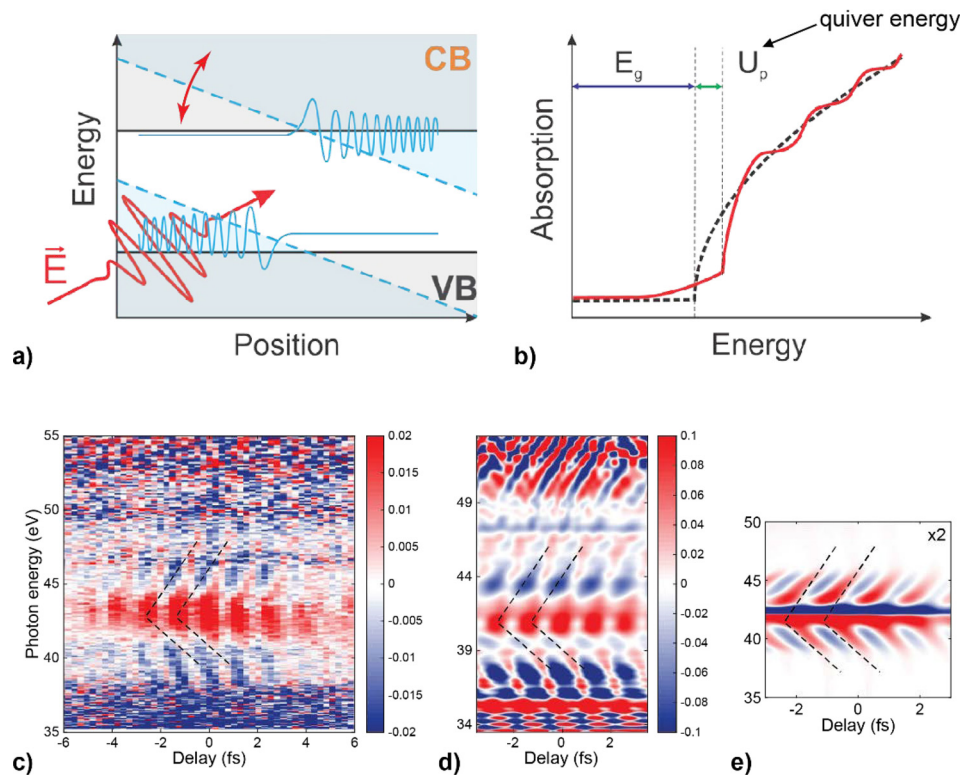 quiver energy
CB
E_g
U_p
Energy
Absorption
E
VB
Position
Energy
a)
b)
55
50
45
40
35
Photon energy (eV)
-6
-4
-2
0
2
4
6
Delay (fs)
0.02
0.015
0.01
0.005
0
-0.005
-0.01
-0.015
-0.02
c)
49
44
39
34
-2
0
2
Delay (fs)
0.1
0.08
0.06
0.04
0.02
0
-0.02
-0.04
-0.06
-0.08
-0.1
d)
50
45
40
35
x2
-2
0
2
Delay (fs)
e)